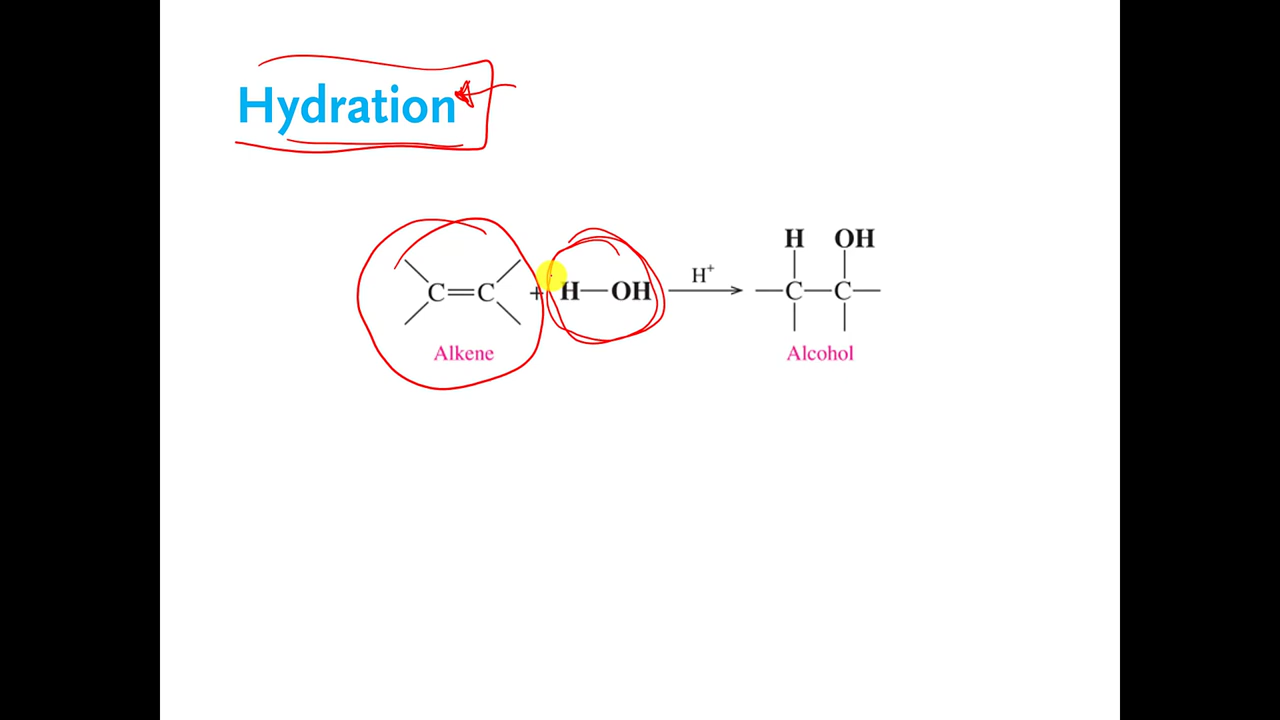 Hydration
C=C + H—OH H⁺ → H OH —C—C—
Alkene Alcohol